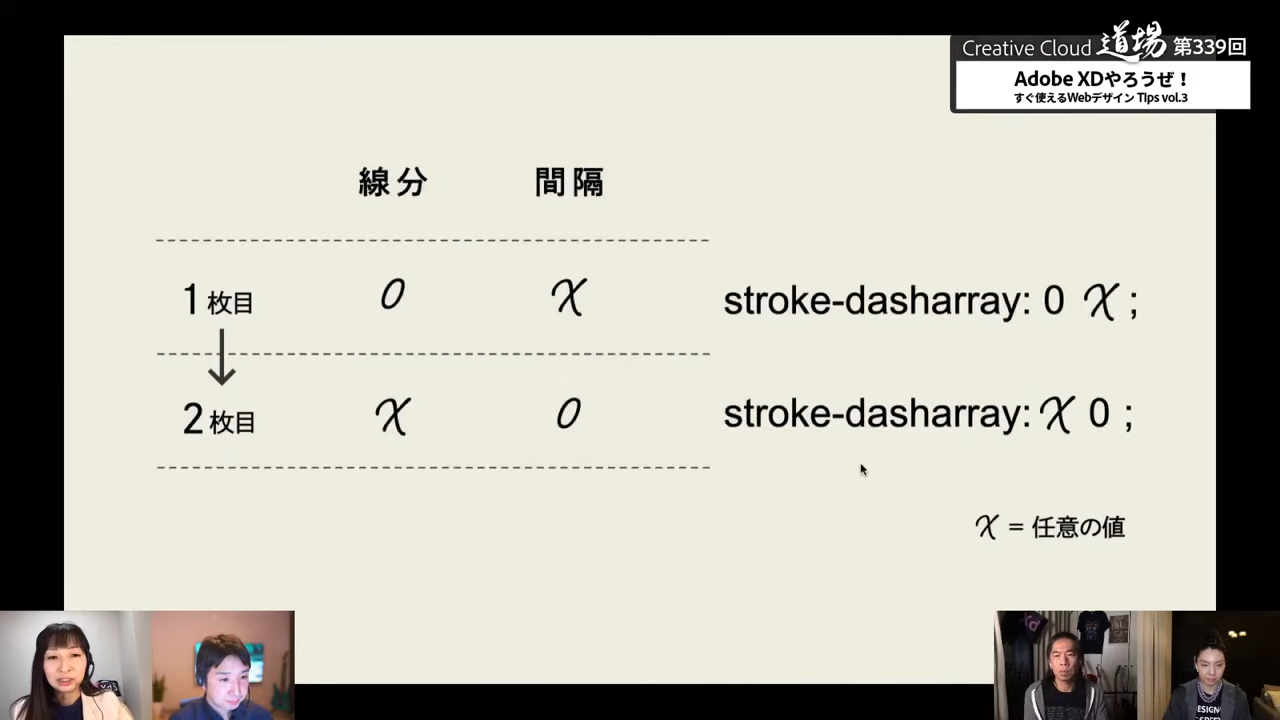 Creative Cloud 道場 第339回
Adobe XDやろうぜ！
すぐ使えるWebデザイン TIps vol.3
線分 間隔
1枚目 0 X stroke-dasharray: 0 X ;
↓
2枚目 X 0 stroke-dasharray: X 0 ;
X = 任意の値
DESIGN